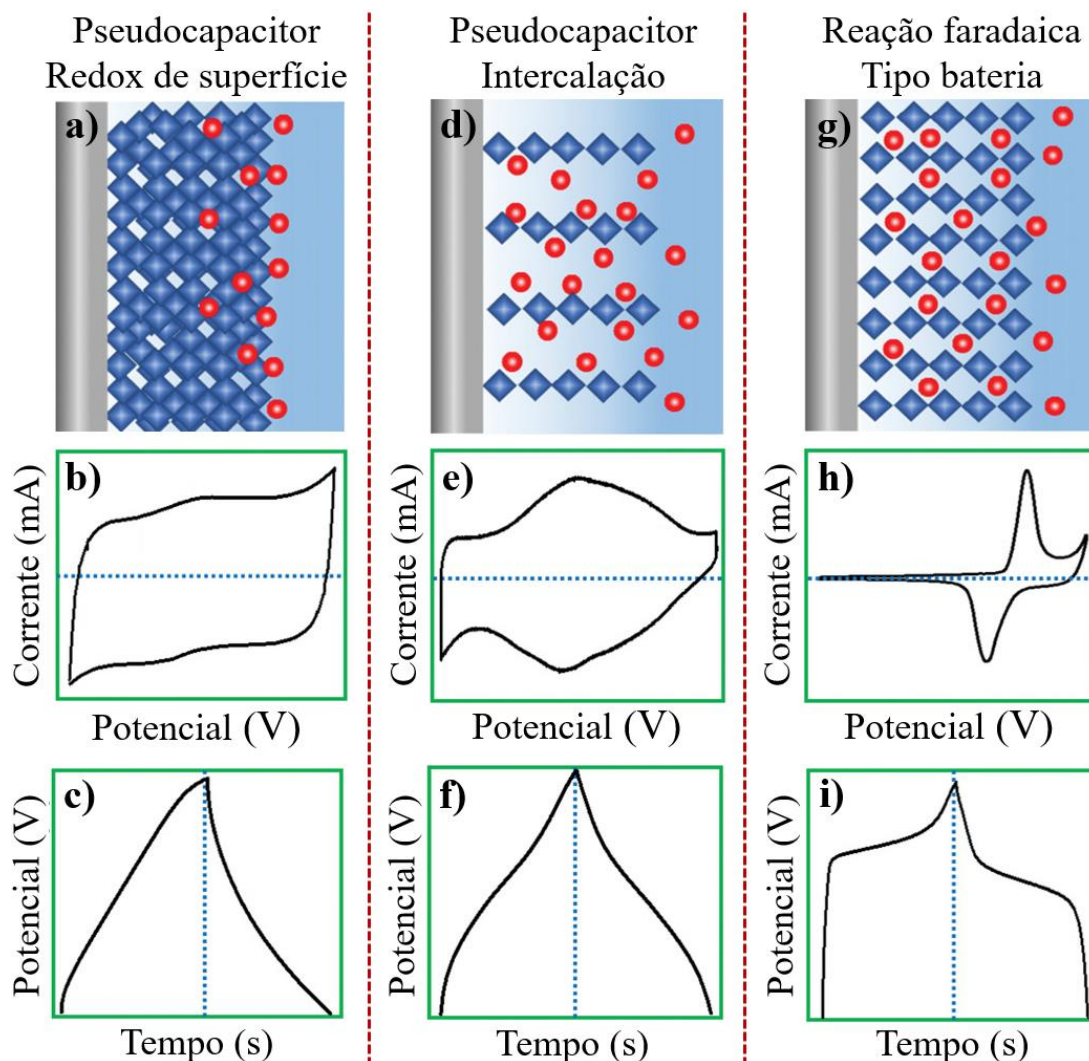 Pseudocapacitor
Redox de superfície
Pseudocapacitor
Intercalação
Reação faradaica
Tipo bateria
a)
d)
g)
b)
Corrente (mA)
Potencial (V)
e)
Corrente (mA)
Potencial (V)
h)
Corrente (mA)
Potencial (V)
c)
Potencial (V)
Tempo (s)
f)
Potencial (V)
Tempo (s)
i)
Potencial (V)
Tempo (s)